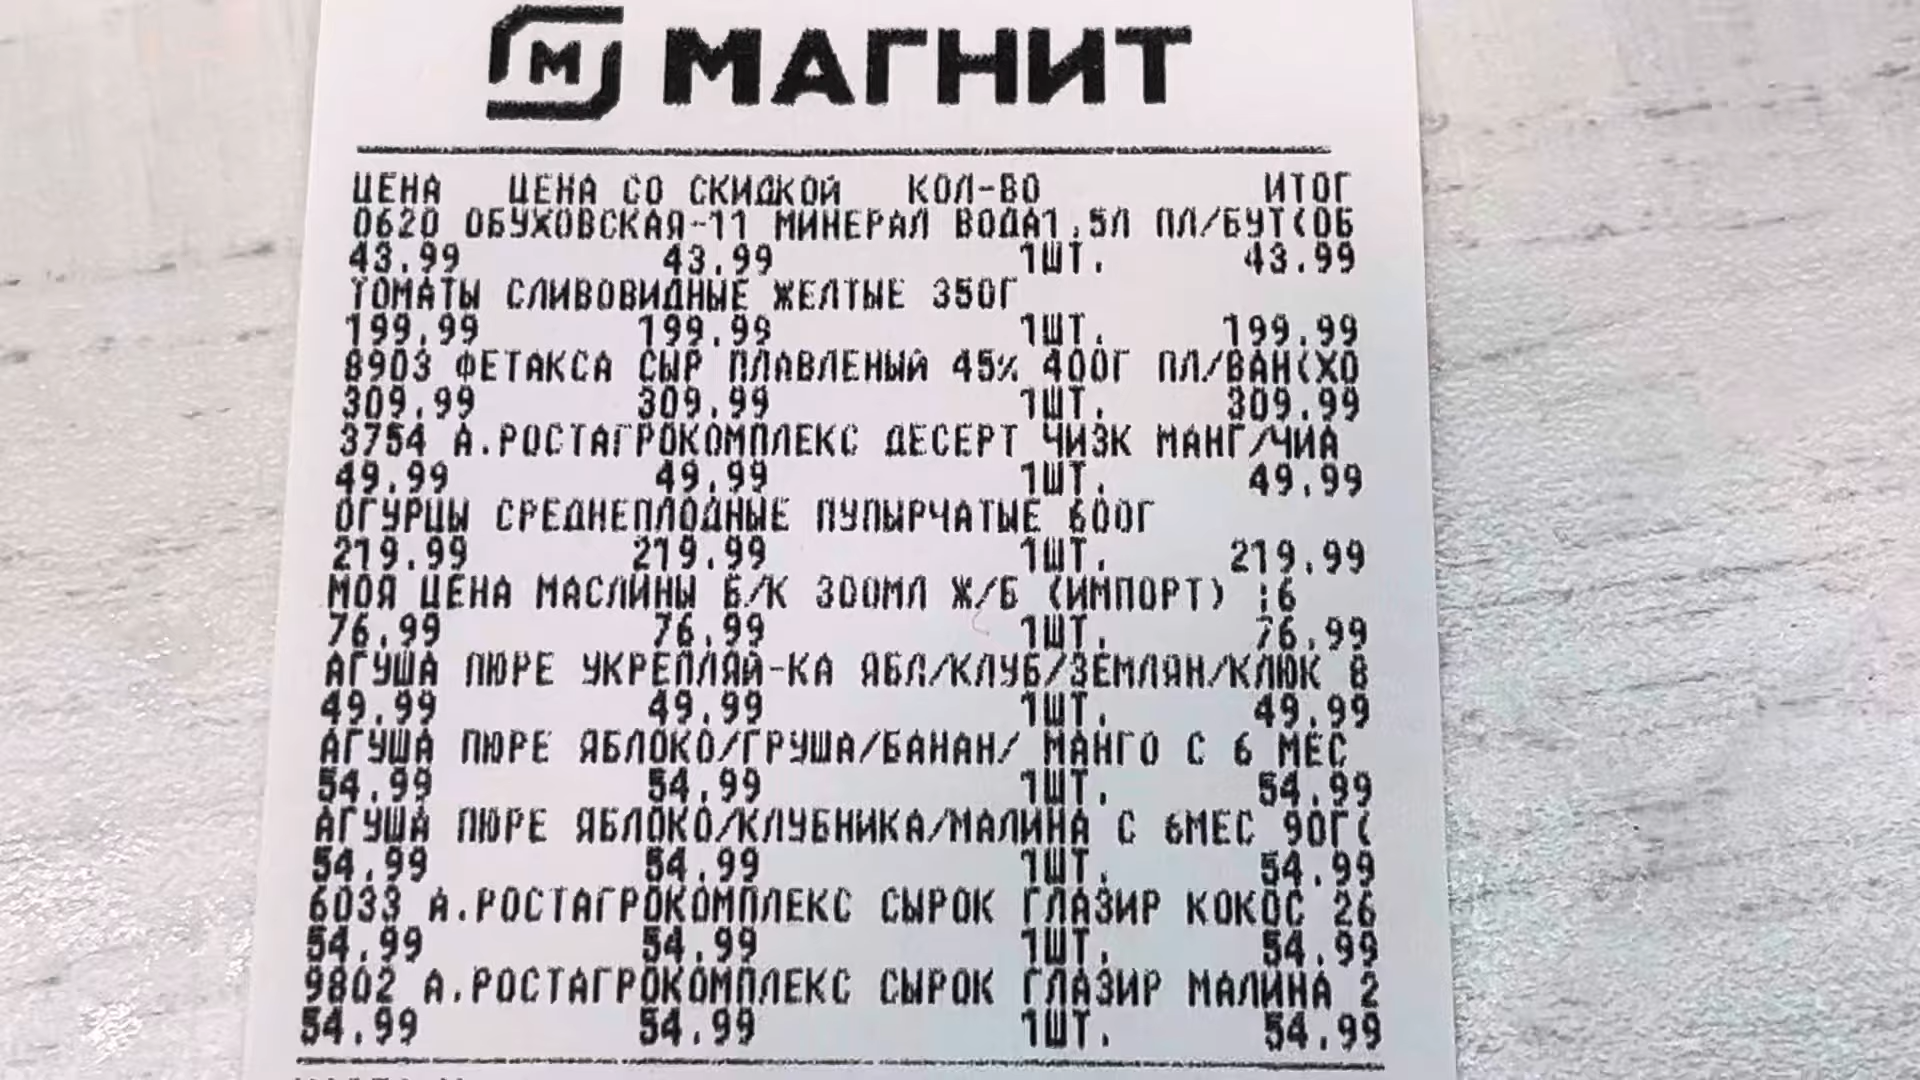 М МАГНИТ
ЦЕНА ЦЕНА СО СКИДКОЙ КОЛ-ВО ИТОГ
0620 ОБУХОВСКАЯ-11 МИНЕРАЛ ВОДА1,5Л ПЛ/БУТ(ОБ
43.99 43.99 1ШТ. 43.99
ТОМАТЫ СЛИВОВИДНЫЕ ЖЕЛТЫЕ 350Г
199.99 199.99 1ШТ. 199.99
8903 ФЕТАКСА СЫР ПЛАВЛЕНЫЙ 45% 400Г ПЛ/ВАН(ХО
309.99 309.99 1ШТ. 309.99
3754 А.РОСТАГРОКОМПЛЕКС ДЕСЕРТ ЧИЗК МАНГ/ЧИА
49.99 49.99 1ШТ. 49.99
ОГУРЦЫ СРЕДНЕПЛОДНЫЕ ПУПЫРЧАТЫЕ 600Г
219.99 219.99 1ШТ. 219.99
МОЯ ЦЕНА МАСЛИНЫ Б/К 300МЛ Ж/Б (ИМПОРТ) :6
76.99 76.99 1ШТ. 76.99
АГУША ПЮРЕ УКРЕПЛЯЙ-КА ЯБЛ/КЛУБ/ЗЕМЛЯН/КЛЮК 8
49.99 49.99 1ШТ. 49.99
АГУША ПЮРЕ ЯБЛОКО/ГРУША/БАНАН/ МАНГО С 6 МЕС
54.99 54.99 1ШТ. 54.99
АГУША ПЮРЕ ЯБЛОКО/КЛУБНИКА/МАЛИНА С 6МЕС 90Г(
54.99 54.99 1ШТ. 54.99
6033 А.РОСТАГРОКОМПЛЕКС СЫРОК ГЛАЗИР КОКОС 26
54.99 54.99 1ШТ. 54.99
9802 А.РОСТАГРОКОМПЛЕКС СЫРОК ГЛАЗИР МАЛИНА 2
54.99 54.99 1ШТ. 54.99